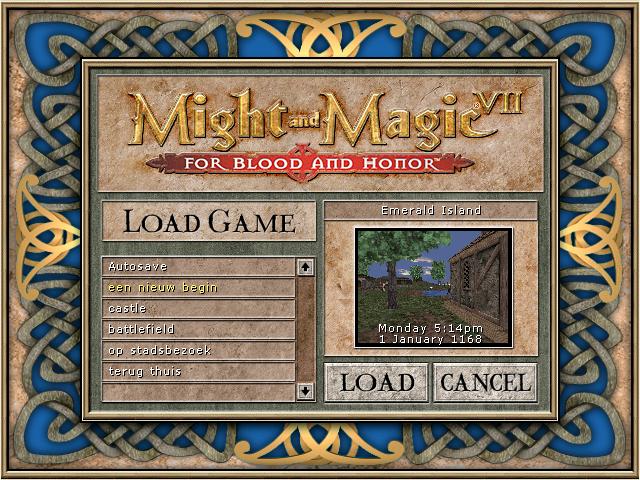 Might and Magic® VII
FOR BLOOD AND HONOR™
LOAD GAME
Emerald Island
Autosave
een nieuw begin
castle
battlefield
op stadsbezoek
terug thuis
Monday 5:14pm
1 January 1168
LOAD
CANCEL